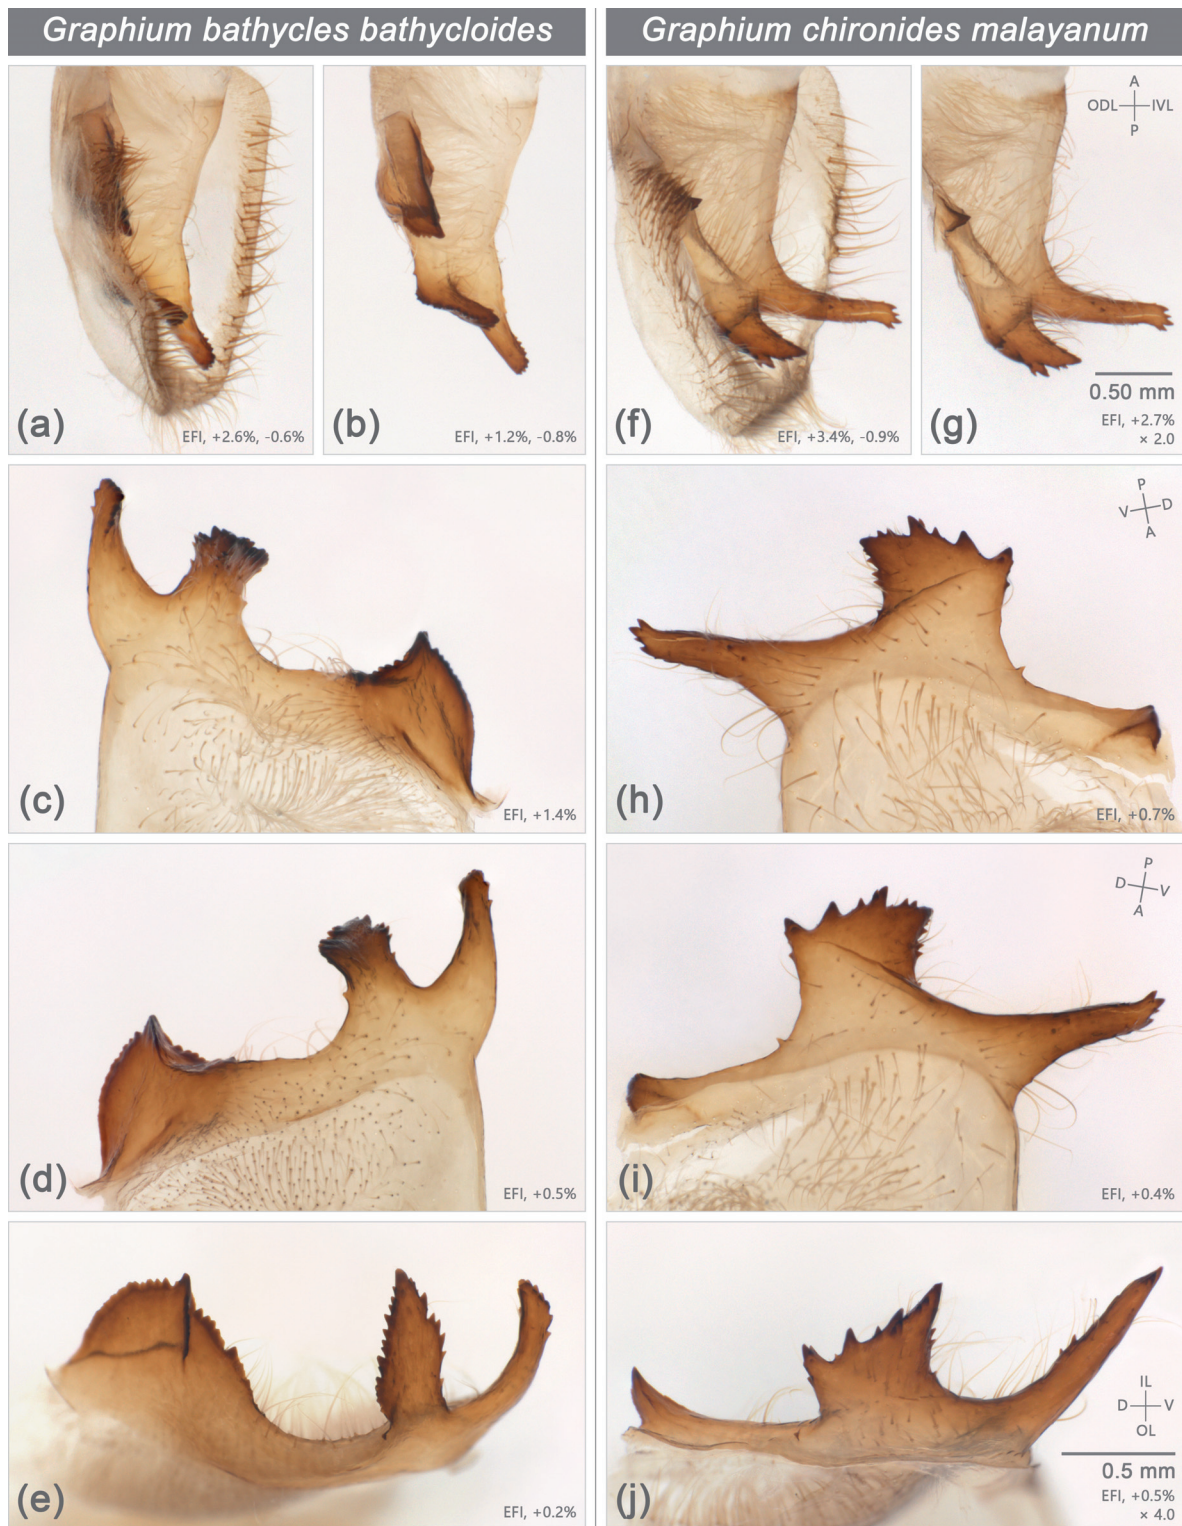 Graphium bathycles bathycloides
Graphium chironides malayanum
(a)
EFI, +2.6%, -0.6%
(b)
EFI, +1.2%, -0.8%
(f)
EFI, +3.4%, -0.9%
A
ODL IVL
P
0.50 mm
(g)
EFI, +2.7%
× 2.0
(c)
EFI, +1.4%
P
V D
A
(h)
EFI, +0.7%
(d)
EFI, +0.5%
P
D V
A
(i)
EFI, +0.4%
(e)
EFI, +0.2%
IL
D V
OL
0.5 mm
(j)
EFI, +0.5%
× 4.0